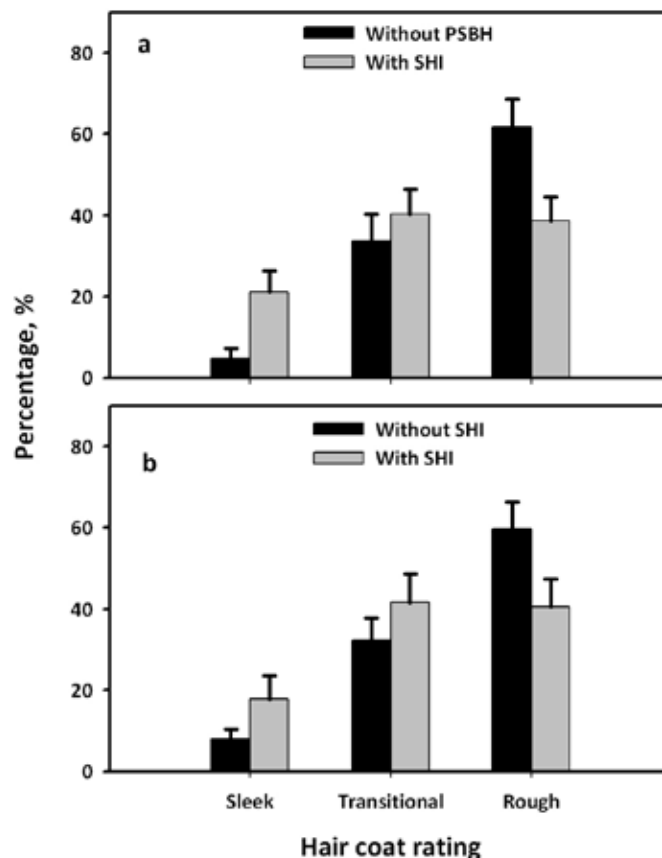 a
Without PSBH
With SHI
80
60
40
20
0
b
Without SHI
With SHI
80
60
40
20
0
Percentage, %
Sleek Transitional Rough
Hair coat rating